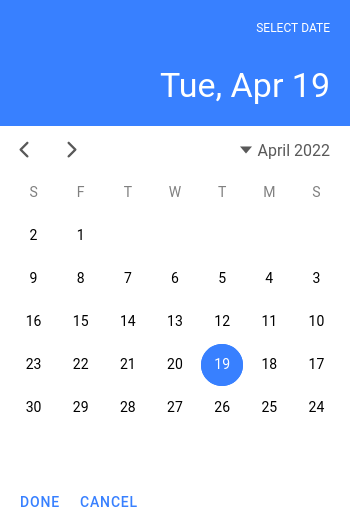 SELECT DATE
Tue, Apr 19
April 2022
S F T W T M S
2 1
9 8 7 6 5 4 3
16 15 14 13 12 11 10
23 22 21 20 19 18 17
30 29 28 27 26 25 24
DONE CANCEL